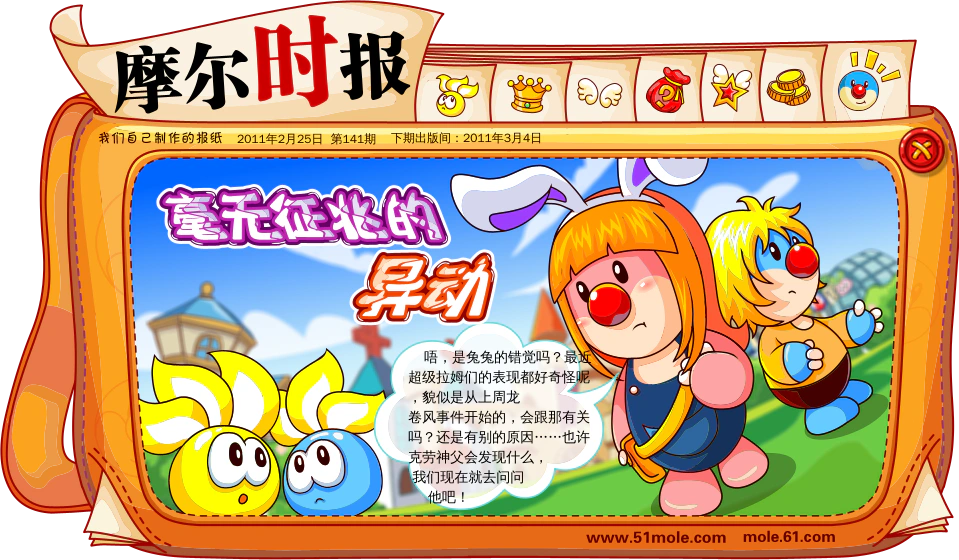 摩尔时报
我们自己制作的报纸 2011年2月25日 第141期 下期出版间：2011年3月4日
毫无征兆的
异动
唔，是兔兔的错觉吗？最近
超级拉姆们的表现都好奇怪呢
，貌似是从上周龙
卷风事件开始的，会跟那有关
吗？还是有别的原因……也许
克劳神父会发现什么，
我们现在就去问问
他吧！
www.51mole.com mole.61.com